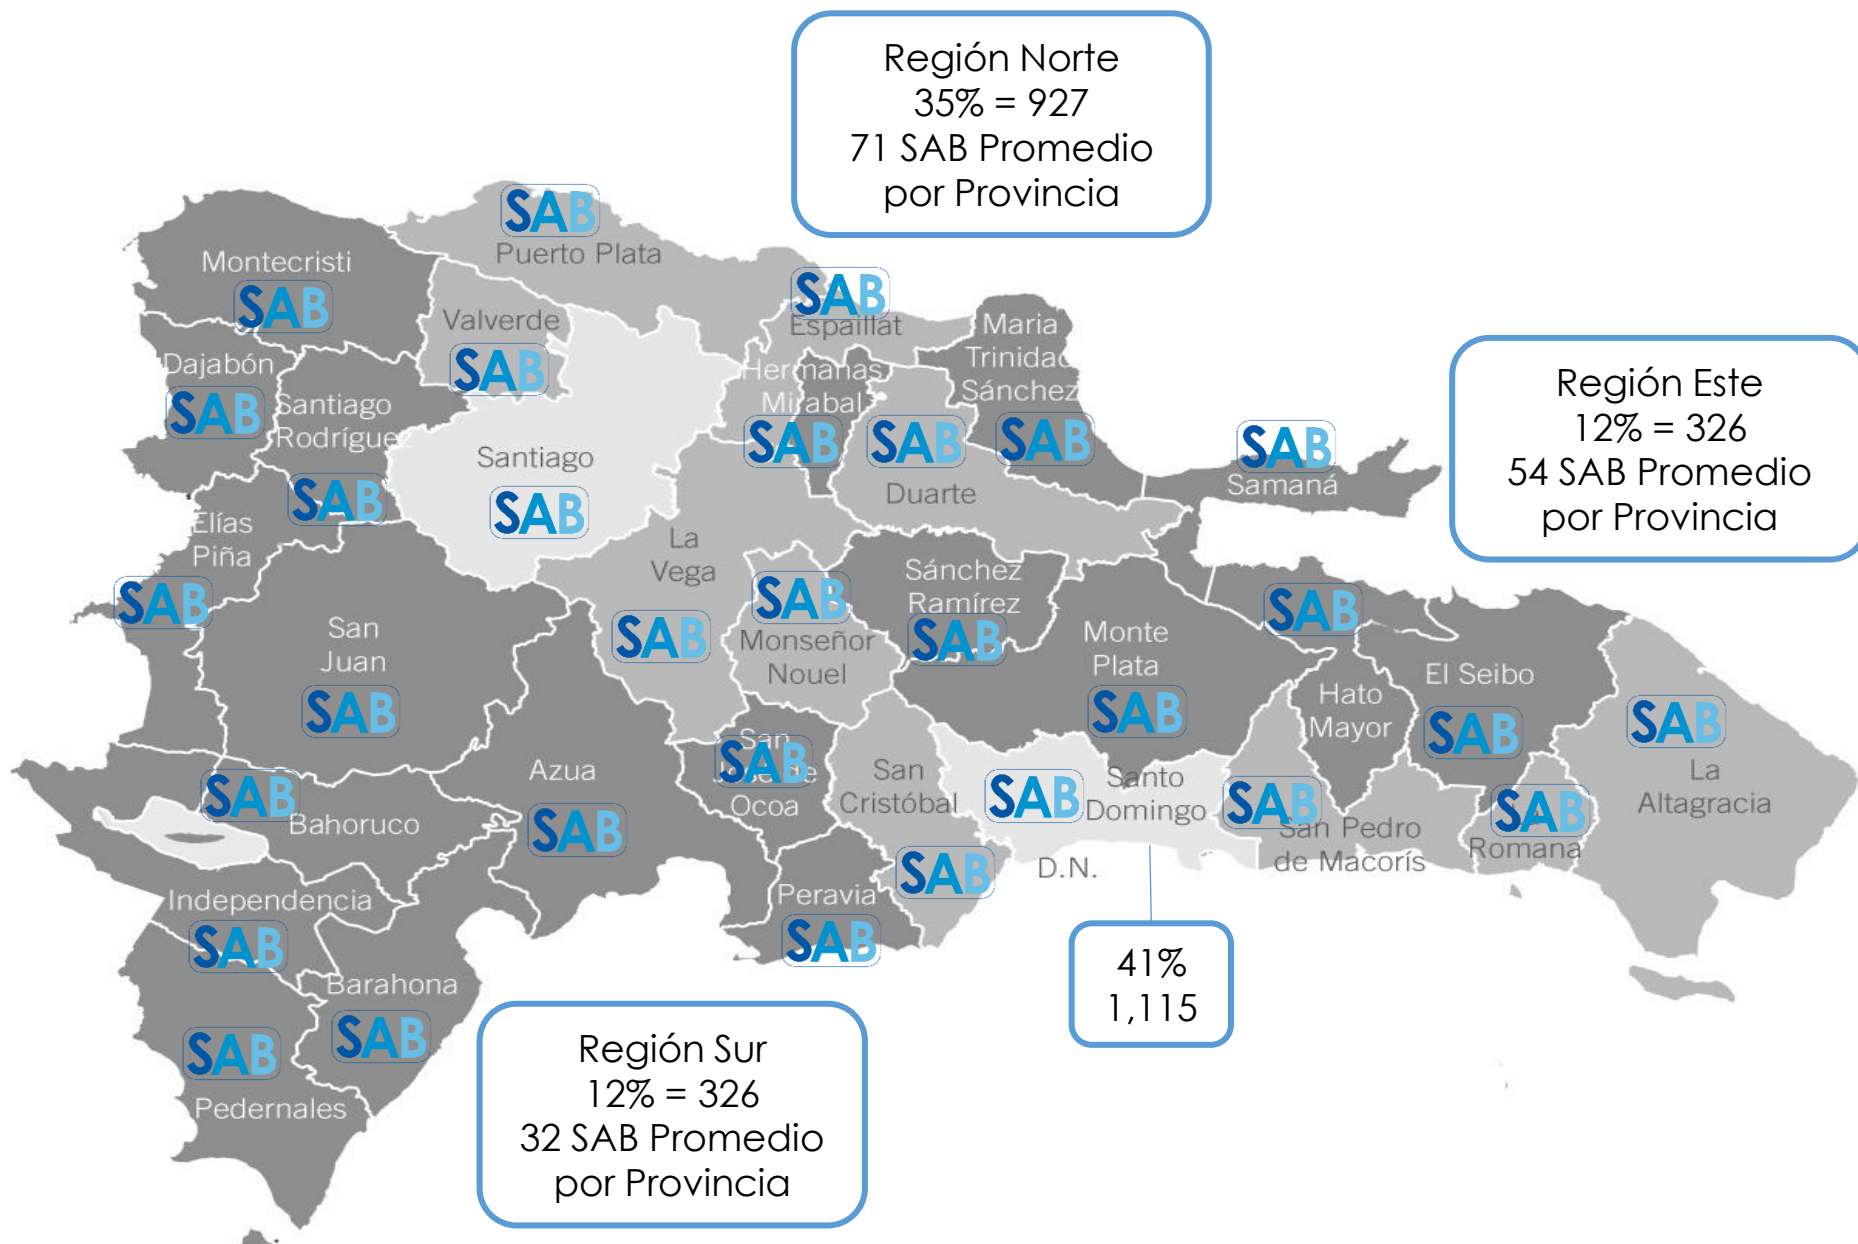 Región Norte
35% = 927
71 SAB Promedio
por Provincia
SAB
Puerto Plata
Montecristi
SAB
SAB
Espaillat
Valverde
SAB
Maria
Trinidad
Sánchez
SAB
Dajabón
SAB
Santiago
Rodríguez
SAB
Hermanas
Mirabal
SAB
SAB
Duarte
Región Este
12% = 326
54 SAB Promedio
por Provincia
Santiago
SAB
SAB
Samaná
Elías
Piña
SAB
La
Vega
SAB
SAB
Monseñor
Nouel
Sánchez
Ramírez
SAB
San
Juan
SAB
Monte
Plata
SAB
SAB
Hato
Mayor
El Seibo
SAB
SAB
La
Altagracia
SAB
Bahoruco
Azua
SAB
San
SAB
Ocoa
San
Cristóbal
SAB
SAB
Santo
Domingo
D.N.
SAB
San Pedro
de Macorís
SAB
Romana
Independencia
SAB
Peravia
SAB
Barahona
SAB
SAB
Pedernales
41%
1,115
Región Sur
12% = 326
32 SAB Promedio
por Provincia